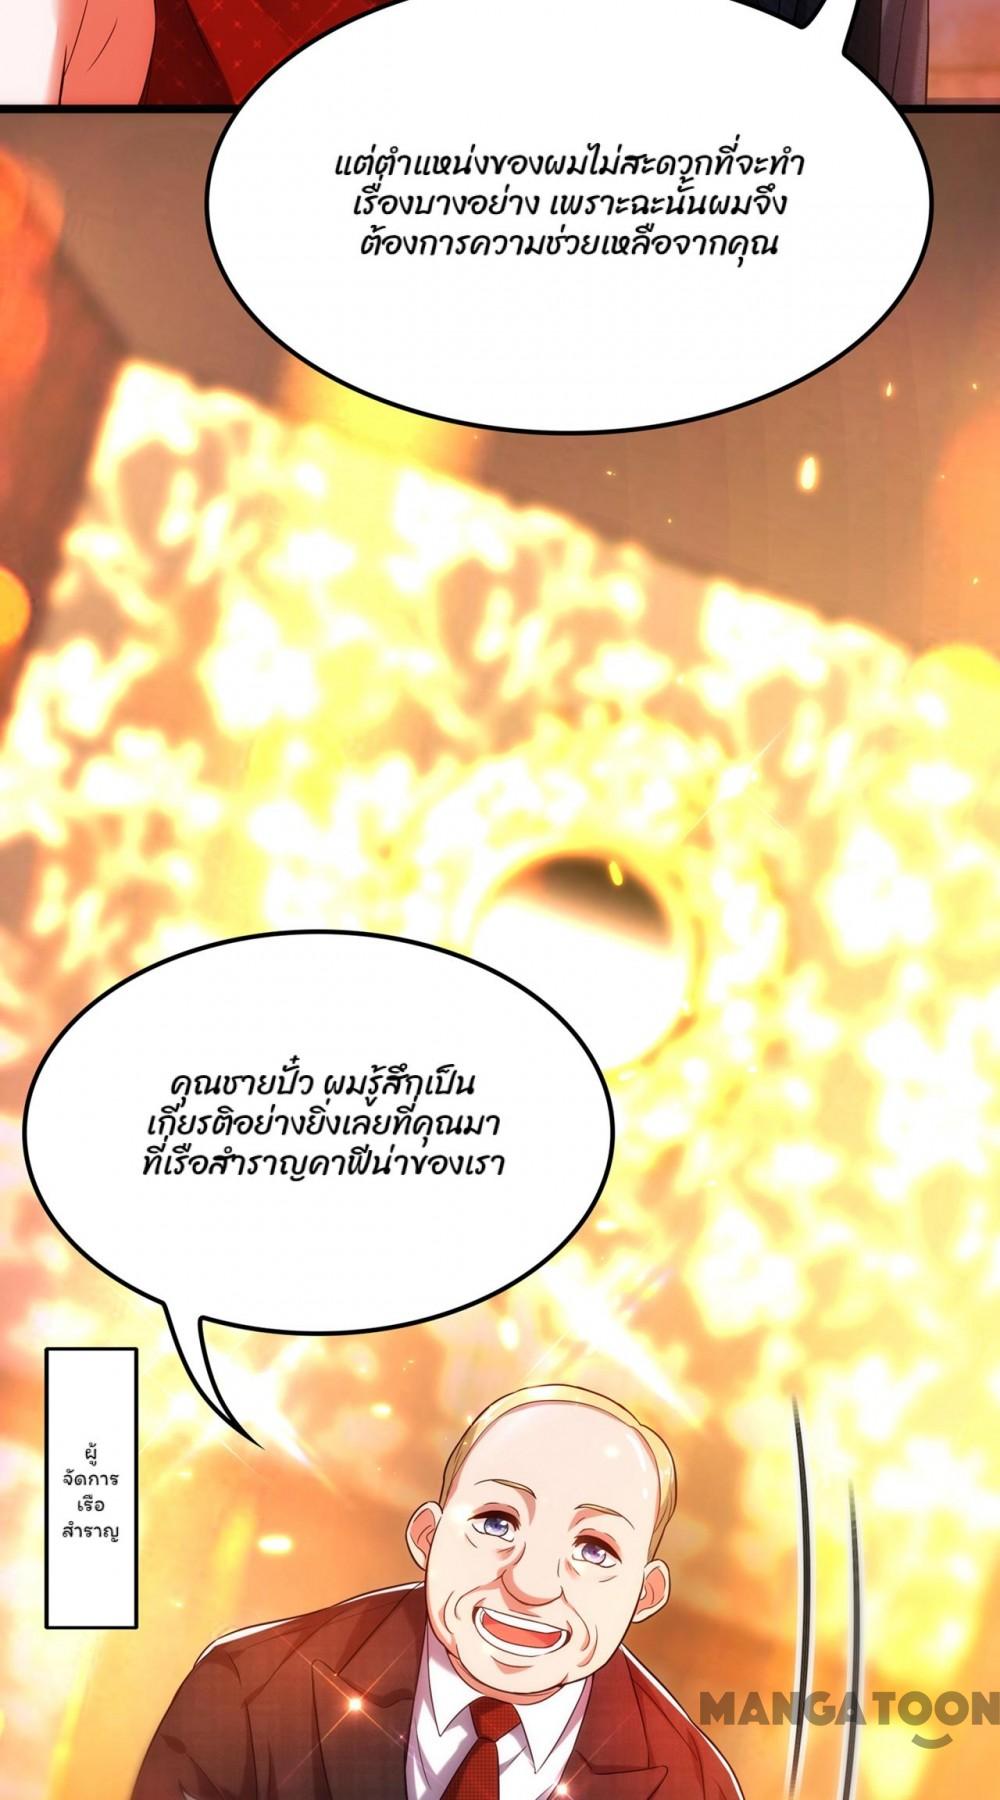 แต่ตำแหน่งของผมไม่สะดวกที่จะทำ
เรื่องบางอย่าง เพราะฉะนั้นผมจึง
ต้องการความช่วยเหลือจากคุณ
คุณชายปั๋ว ผมรู้สึกเป็น
เกียรติอย่างยิ่งเลยที่คุณมา
ที่เรือสำราญคาฟีน่าของเรา
ผู้
จัดการ
เรือ
สำราญ
MANGATOON